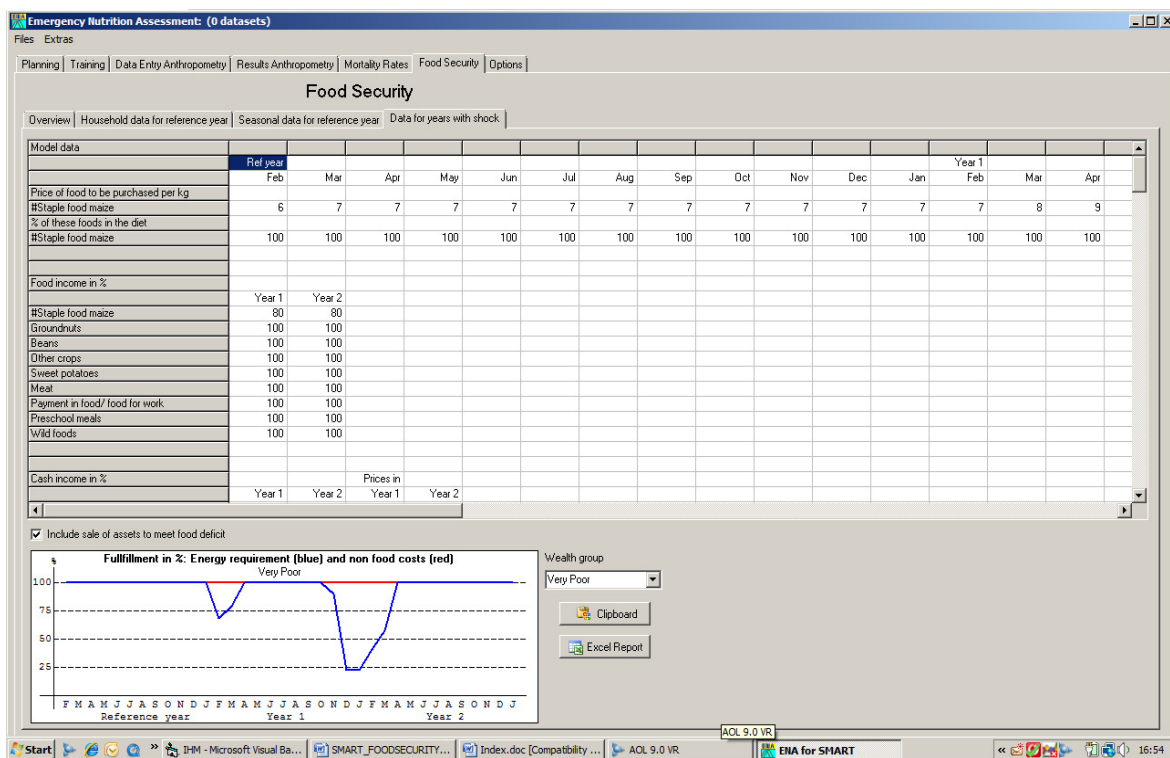 Emergency Nutrition Assessment: (0 datasets)
Files Extras
Planning Training Data Entry Anthropometry Results Anthropometry Mortality Rates Food Security Options
Food Security
Overview Household data for reference year Seasonal data for reference year Data for years with shock
Model data
Ref year Year 1
Feb Mar Apr May Jun Jul Aug Sep Oct Nov Dec Jan Feb Mar Apr
Price of food to be purchased per kg
#Staple food maize 6 7 7 7 7 7 7 7 7 7 7 7 7 8 9
% of these foods in the diet
#Staple food maize 100 100 100 100 100 100 100 100 100 100 100 100 100 100 100
Food income in %
Year 1 Year 2
#Staple food maize 80 80
Groundnuts 100 100
Beans 100 100
Other crops 100 100
Sweet potatoes 100 100
Meat 100 100
Payment in food/ food for work 100 100
Preschool meals 100 100
Wild foods 100 100
Cash income in % Prices in
Year 1 Year 2 Year 1 Year 2
Include sale of assets to meet food deficit
% Fullfillment in %: Energy requirement (blue) and non food costs (red)
Very Poor
100
75
50
25
F M A M J J A S O N D J F M A M J J A S O N D J F M A M J J A S O N D J
Reference year Year 1 Year 2
Wealth group
Very Poor
Clipboard
Excel Report
AOL 9.0 VR
Start » IHM - Microsoft Visual Ba... SMART_FOODSECURITY... Index.doc [Compatibility ... AOL 9.0 VR ENA for SMART « 16:54